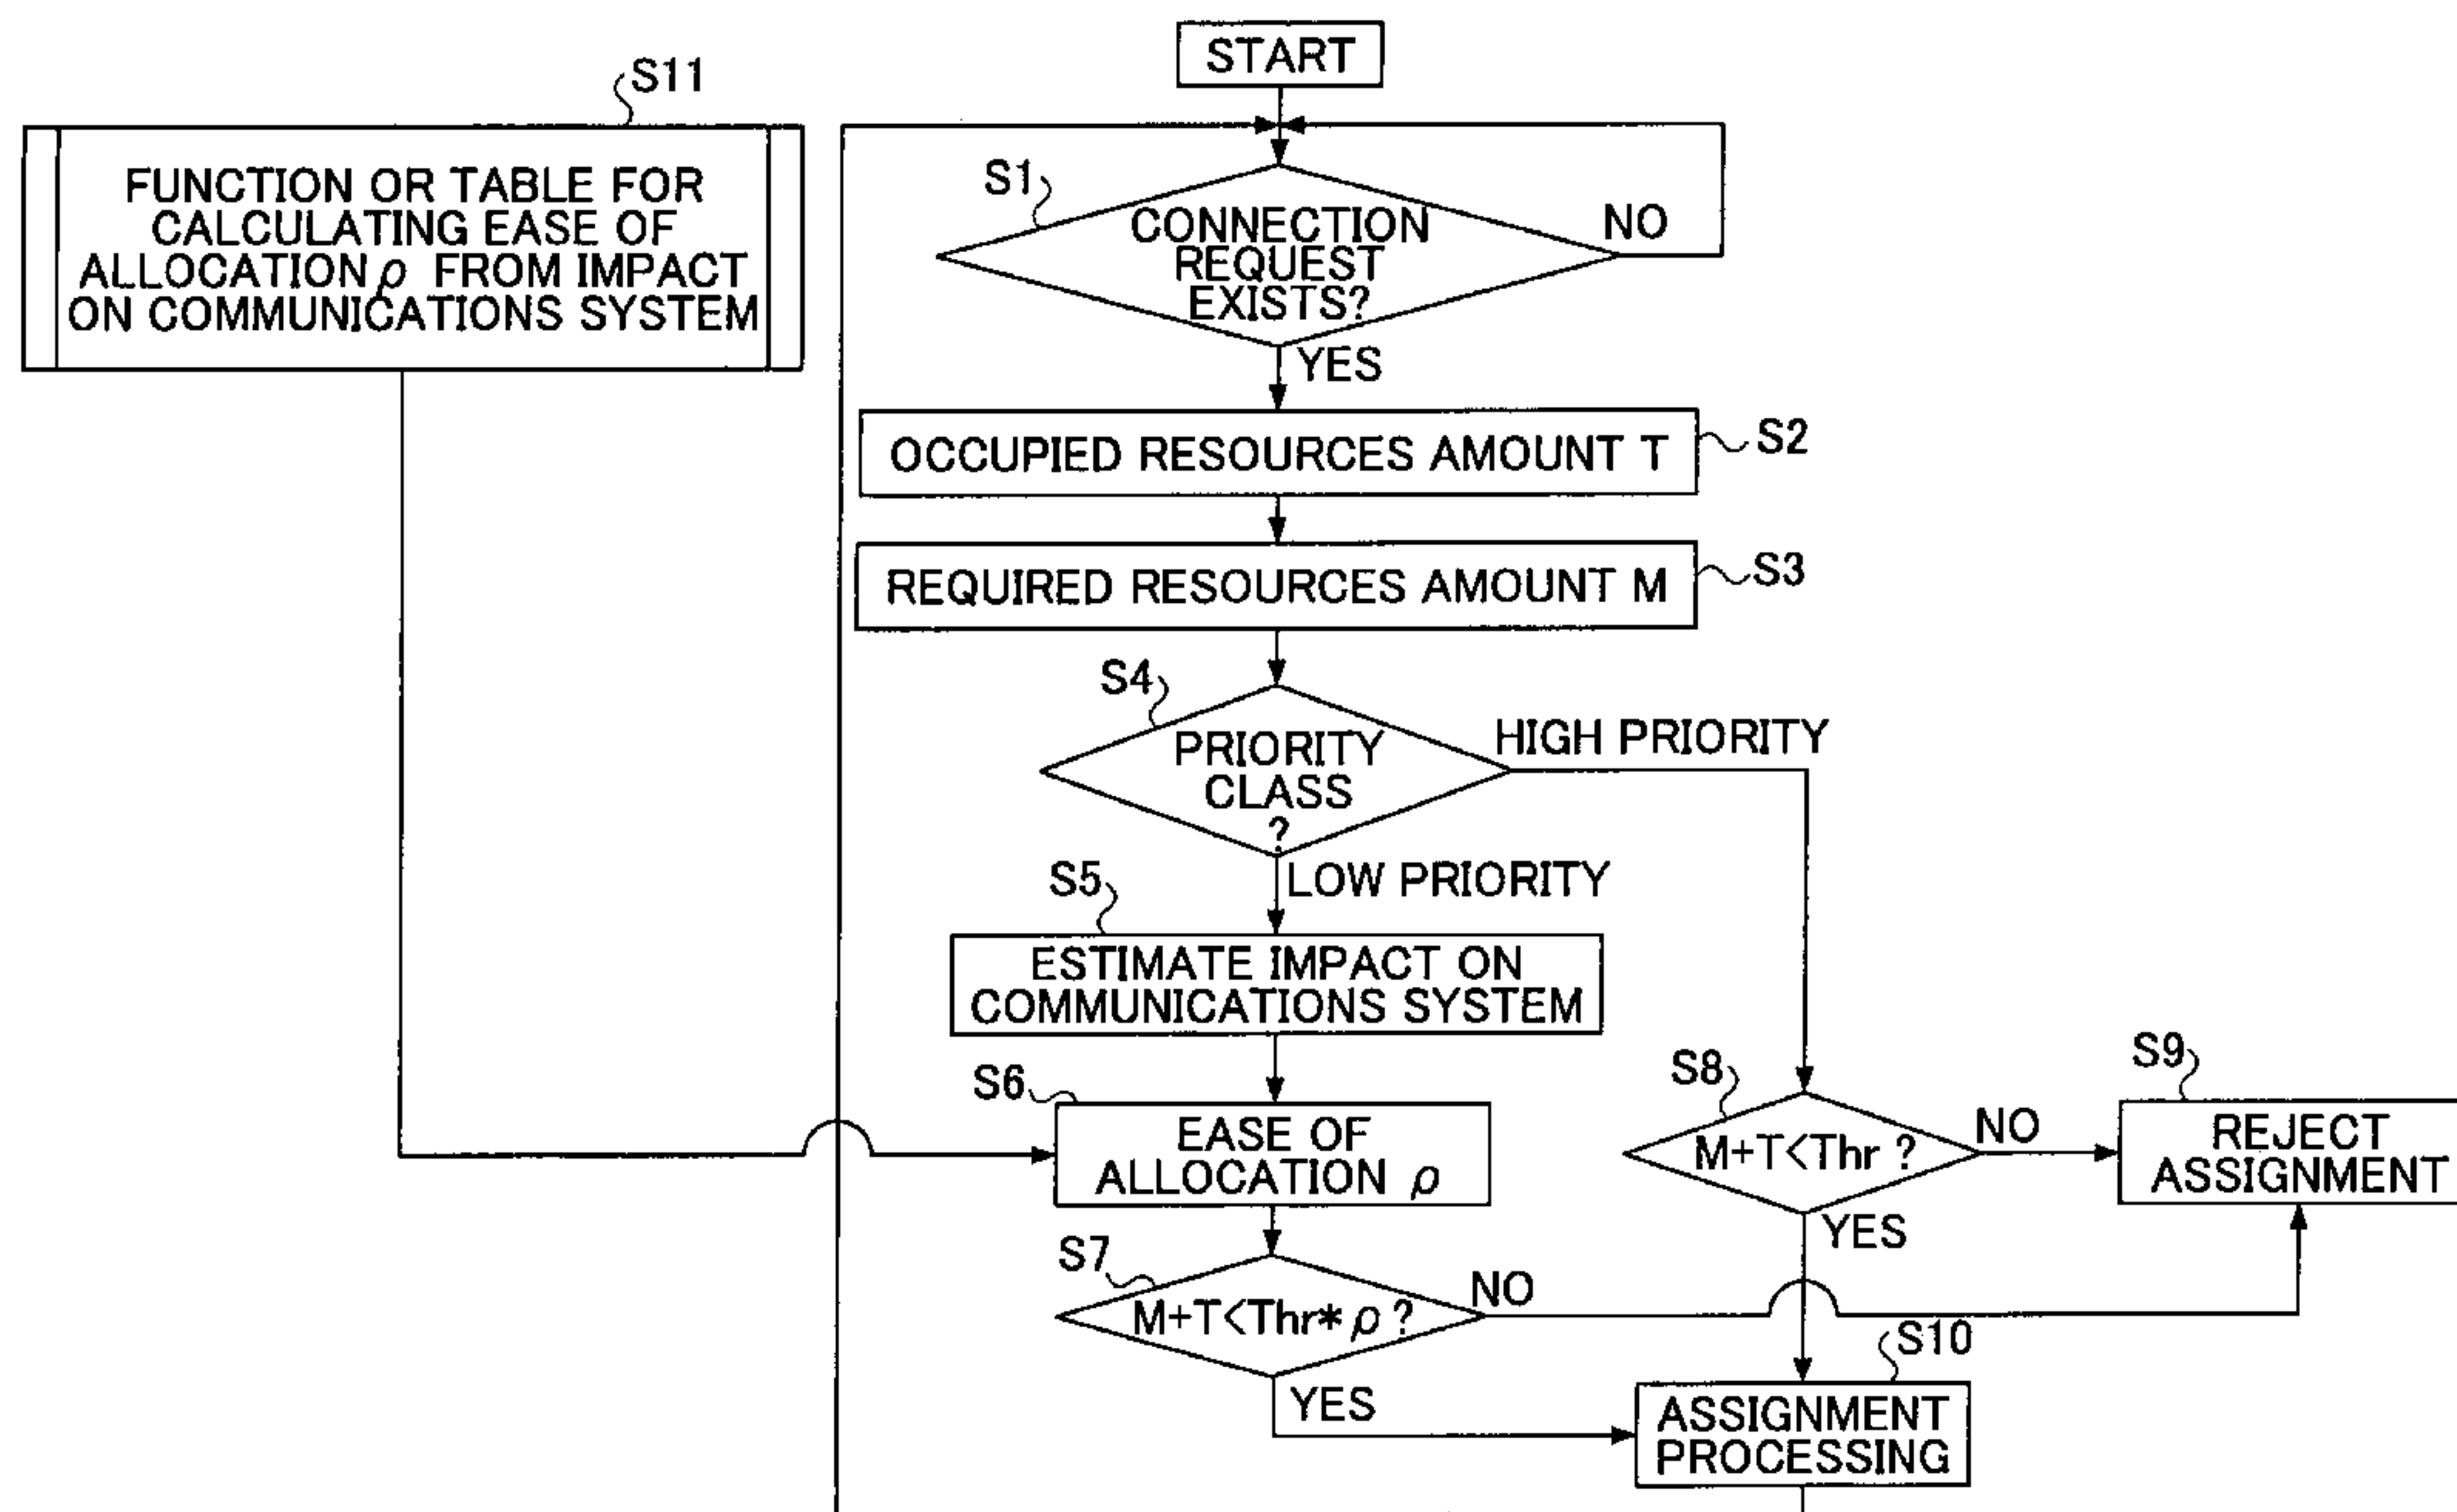 START
S11
FUNCTION OR TABLE FOR
CALCULATING EASE OF
ALLOCATION ρ FROM IMPACT
ON COMMUNICATIONS SYSTEM
S1
CONNECTION
REQUEST
EXISTS?
NO
YES
OCCUPIED RESOURCES AMOUNT T
S2
REQUIRED RESOURCES AMOUNT M
S3
S4
PRIORITY
CLASS
?
HIGH PRIORITY
LOW PRIORITY
S5
ESTIMATE IMPACT ON
COMMUNICATIONS SYSTEM
S6
EASE OF
ALLOCATION ρ
S8
M+T<Thr ?
NO
YES
S9
REJECT
ASSIGNMENT
S7
M+T<Thr*ρ ?
NO
YES
S10
ASSIGNMENT
PROCESSING